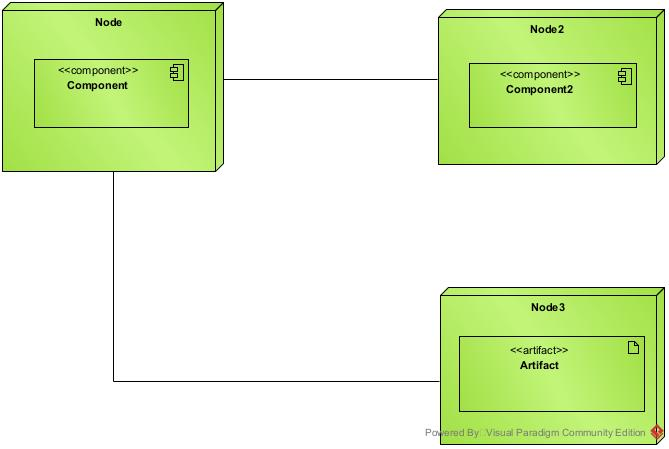 Node
<<component>>
Component
Node2
<<component>>
Component2
Node3
<<artifact>>
Artifact
Powered By Visual Paradigm Community Edition